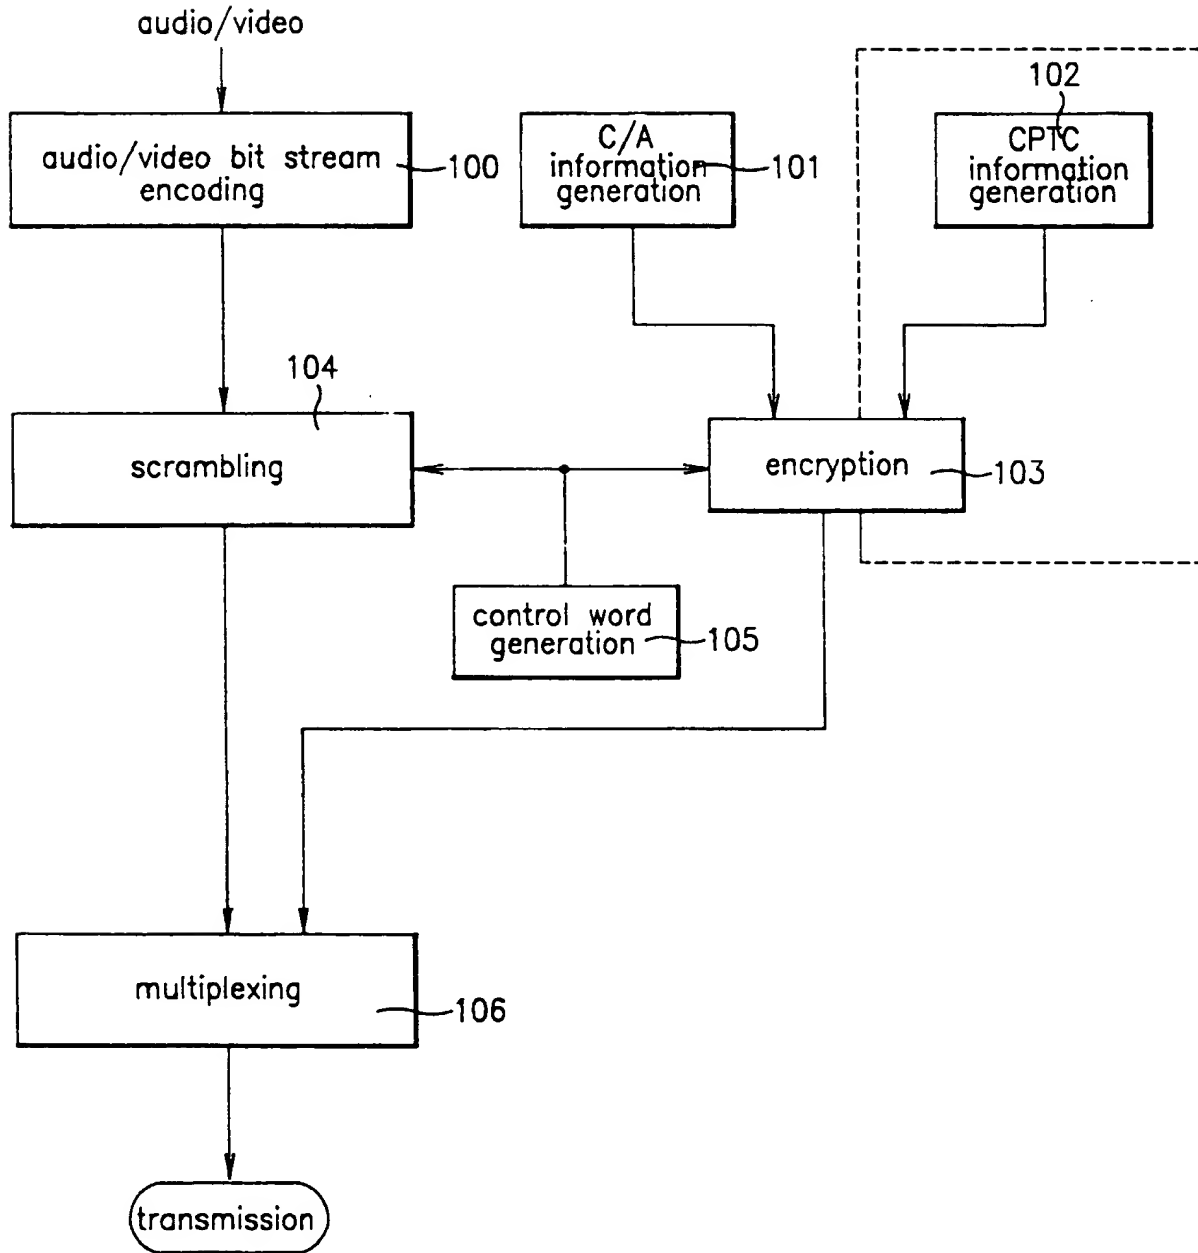 audio/video
audio/video bit stream
encoding
100
C/A
information
generation
101
102
CPTC
information
generation
104
scrambling
encryption
103
control word
generation
105
multiplexing
106
transmission